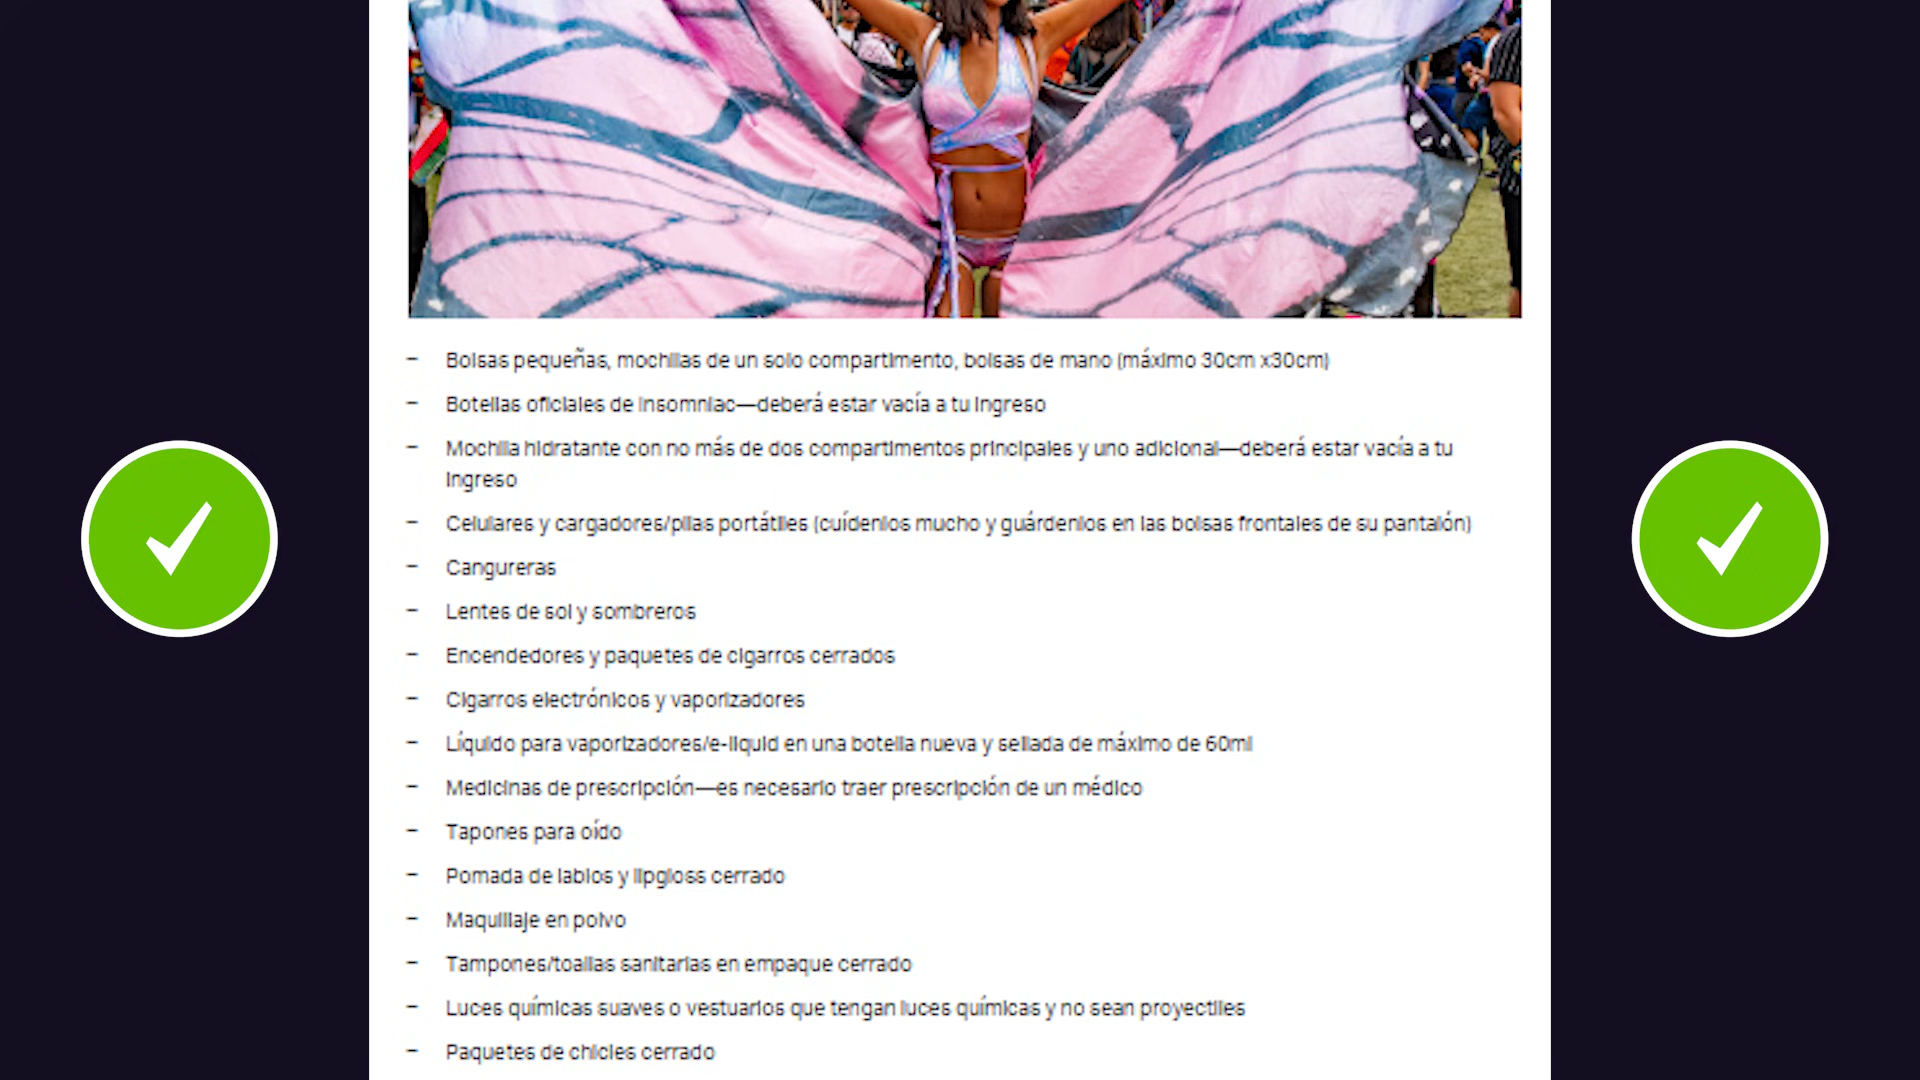 – Bolsas pequeñas, mochilas de un solo compartimento, bolsas de mano (máximo 30cm x30cm)
– Botellas oficiales de Insomniac—deberá estar vacía a tu ingreso
– Mochila hidratante con no más de dos compartimentos principales y uno adicional—deberá estar vacía a tu
ingreso
– Celulares y cargadores/pilas portátiles (cuídenlos mucho y guárdenlos en las bolsas frontales de su pantalón)
– Cangureras
– Lentes de sol y sombreros
– Encendedores y paquetes de cigarros cerrados
– Cigarros electrónicos y vaporizadores
– Líquido para vaporizadores/e-liquid en una botella nueva y sellada de máximo de 60ml
– Medicinas de prescripción—es necesario traer prescripción de un médico
– Tapones para oído
– Pomada de labios y lipgloss cerrado
– Maquillaje en polvo
– Tampones/toallas sanitarias en empaque cerrado
– Luces químicas suaves o vestuarios que tengan luces químicas y no sean proyectiles
– Paquetes de chicles cerrado